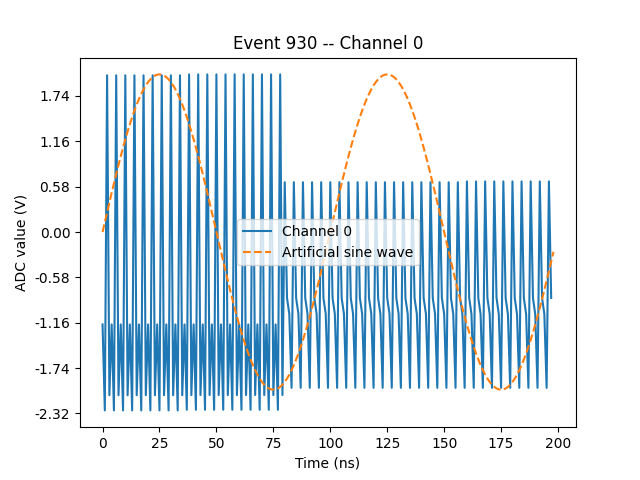 Event 930 -- Channel 0
ADC value (V)
1.74
1.16
0.58
0.00
-0.58
-1.16
-1.74
-2.32
Channel 0
Artificial sine wave
0 25 50 75 100 125 150 175 200
Time (ns)